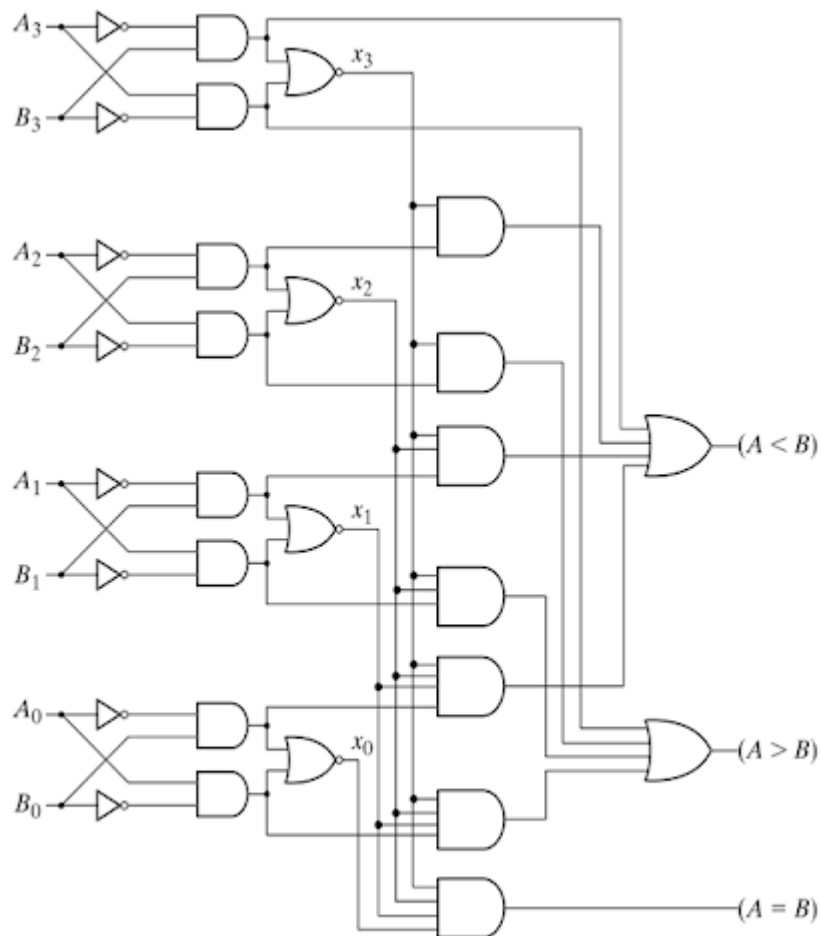 A₃
x₃
B₃
A₂
x₂
B₂
(A < B)
A₁
x₁
B₁
A₀
x₀
(A > B)
B₀
(A = B)